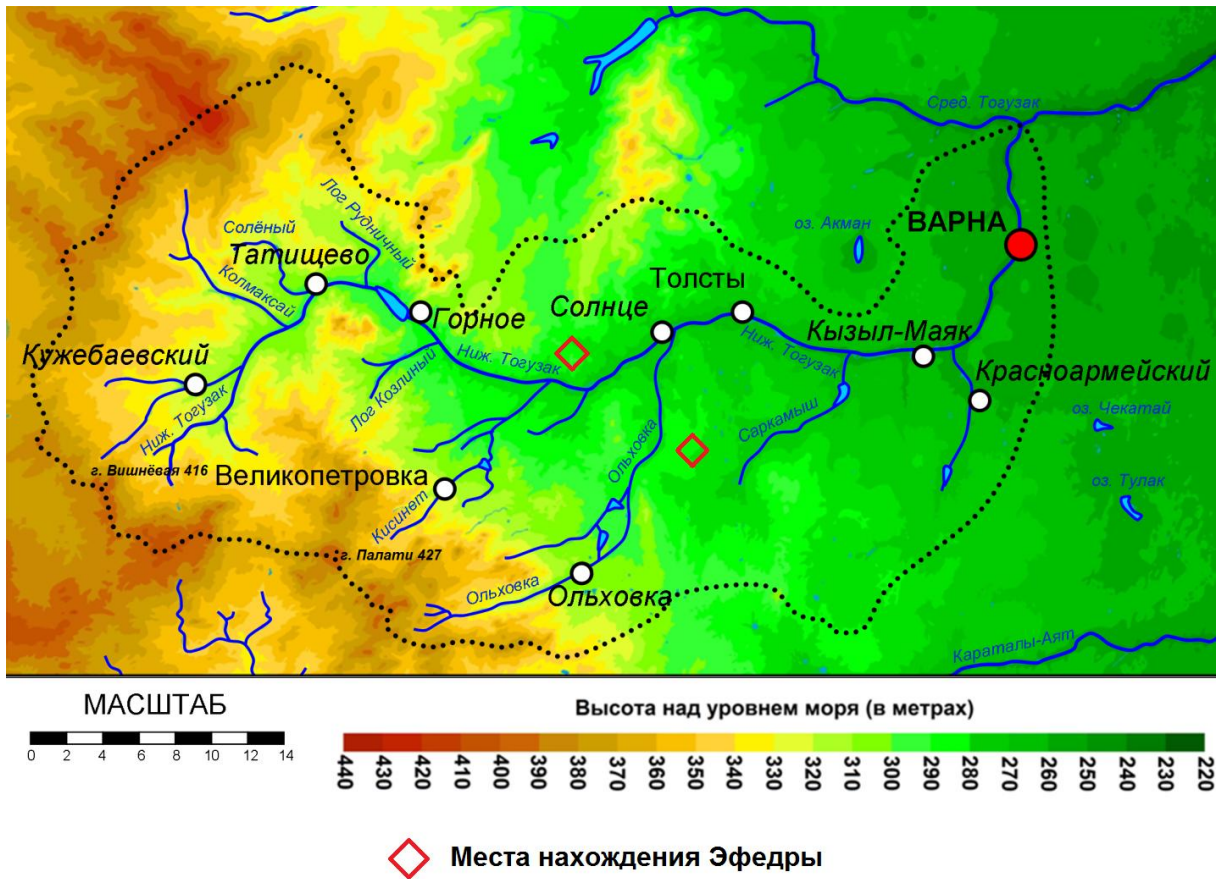 Сред. Тогузак
Лог Рудничный
Солёный
оз. Акман
ВАРНА
Татищево
Колмаксай
Толсты
Солнце
Горное
Ниж. Тогузак
Ниж. Тогузак
Кызыл-Маяк
Кужебаевский
Лог Козлиный
Красноармейский
Ниж. Тогузак
Саркамыш
оз. Чекатай
Ольховка
г. Вишнёвая 416
Великопетровка
оз. Тулак
Кисинет
г. Палати 427
Ольховка
Ольховка
Караталы-Аят
МАСШТАБ
0 2 4 6 8 10 12 14
Высота над уровнем моря (в метрах)
440 430 420 410 400 390 380 370 360 350 340 330 320 310 300 290 280 270 260 250 240 230 220
Места нахождения Эфедры